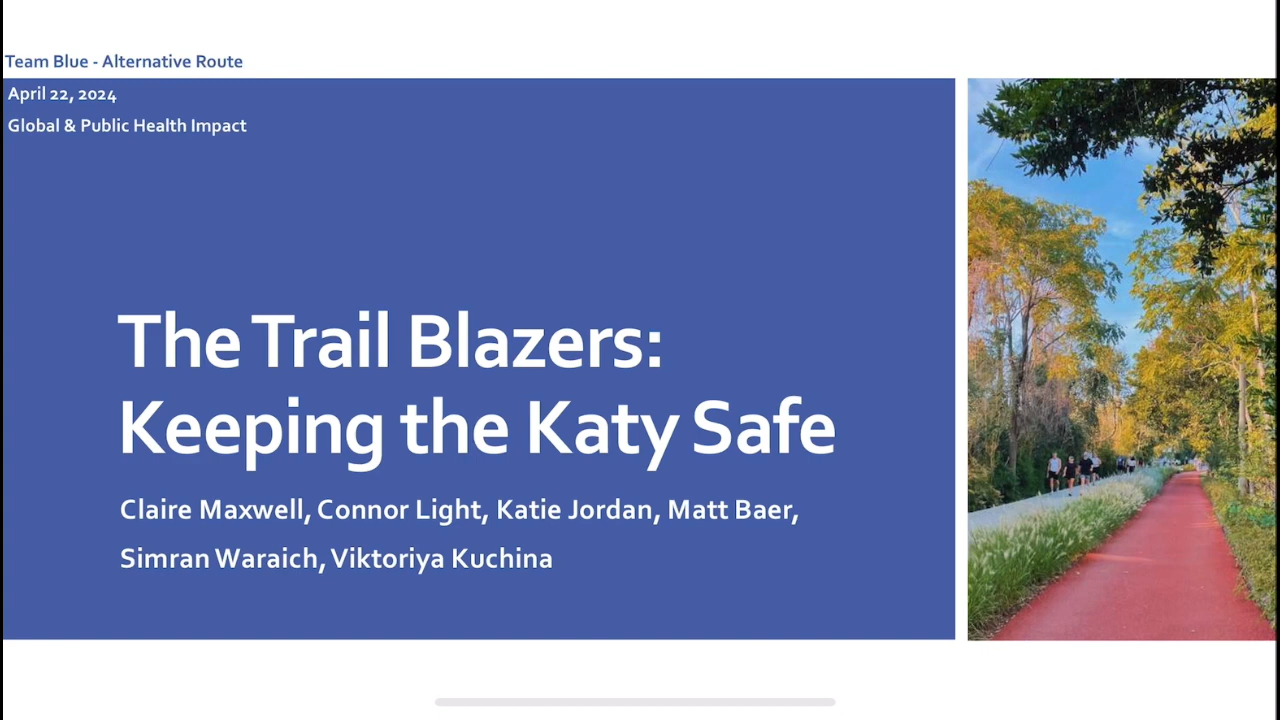 Team Blue - Alternative Route
April 22, 2024
Global & Public Health Impact
The Trail Blazers:
Keeping the Katy Safe
Claire Maxwell, Connor Light, Katie Jordan, Matt Baer,
Simran Waraich, Viktoriya Kuchina